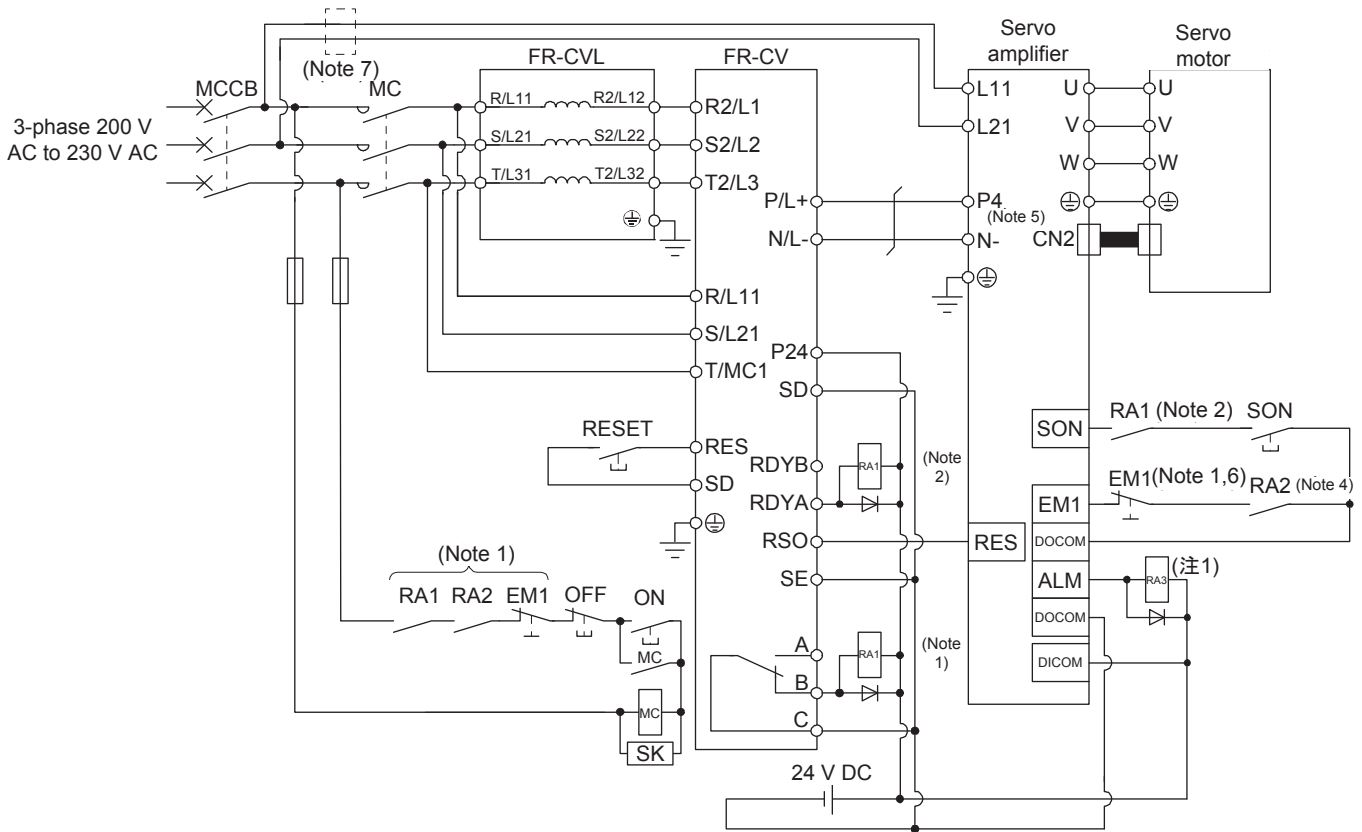 Servo
amplifier
Servo
motor
(Note 7)
FR-CVL
FR-CV
MCCB
MC
3-phase 200 V
AC to 230 V AC
R/L11
R2/L12
R2/L1
S/L21
S2/L22
S2/L2
T/L31
T2/L32
T2/L3
L11
L21
U
U
V
V
W
W
P/L+
P4
(Note 5)
N/L-
N-
CN2
R/L11
S/L21
T/MC1
P24
SD
RESET
RES
SD
RDYB
RDYA
RA1
(Note
2)
RSO
RES
SE
SON
RA1 (Note 2)
SON
EM1
EM1(Note 1,6)
RA2 (Note 4)
DOCOM
ALM
RA3
(注1)
DOCOM
DICOM
(Note 1)
RA1
RA2
EM1
OFF
ON
MC
MC
SK
A
B
C
RA1
(Note
1)
24 V DC